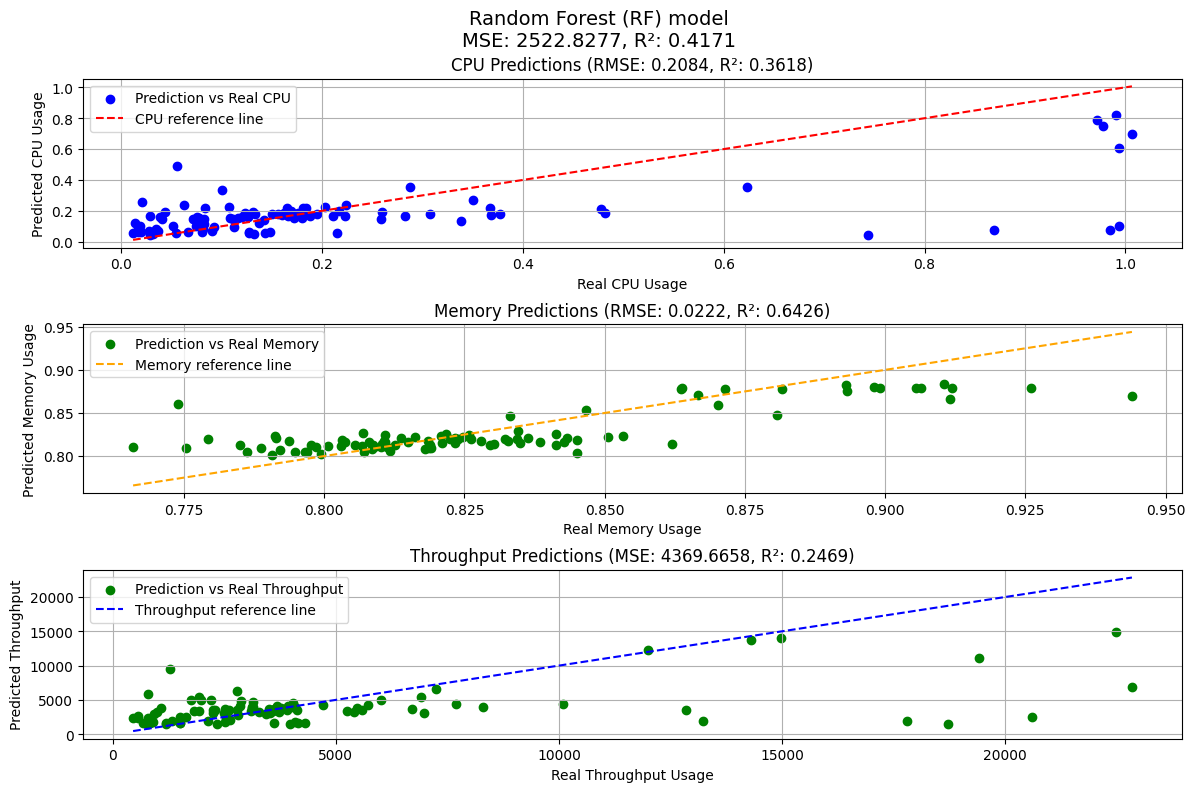 Random Forest (RF) model
MSE: 2522.8277, R²: 0.4171
CPU Predictions (RMSE: 0.2084, R²: 0.3618)
Predicted CPU Usage
1.0
0.8
0.6
0.4
0.2
0.0
Prediction vs Real CPU
CPU reference line
0.0 0.2 0.4 0.6 0.8 1.0
Real CPU Usage
Memory Predictions (RMSE: 0.0222, R²: 0.6426)
Predicted Memory Usage
0.95
0.90
0.85
0.80
Prediction vs Real Memory
Memory reference line
0.775 0.800 0.825 0.850 0.875 0.900 0.925 0.950
Real Memory Usage
Throughput Predictions (MSE: 4369.6658, R²: 0.2469)
Predicted Throughput
20000
15000
10000
5000
0
Prediction vs Real Throughput
Throughput reference line
0 5000 10000 15000 20000
Real Throughput Usage